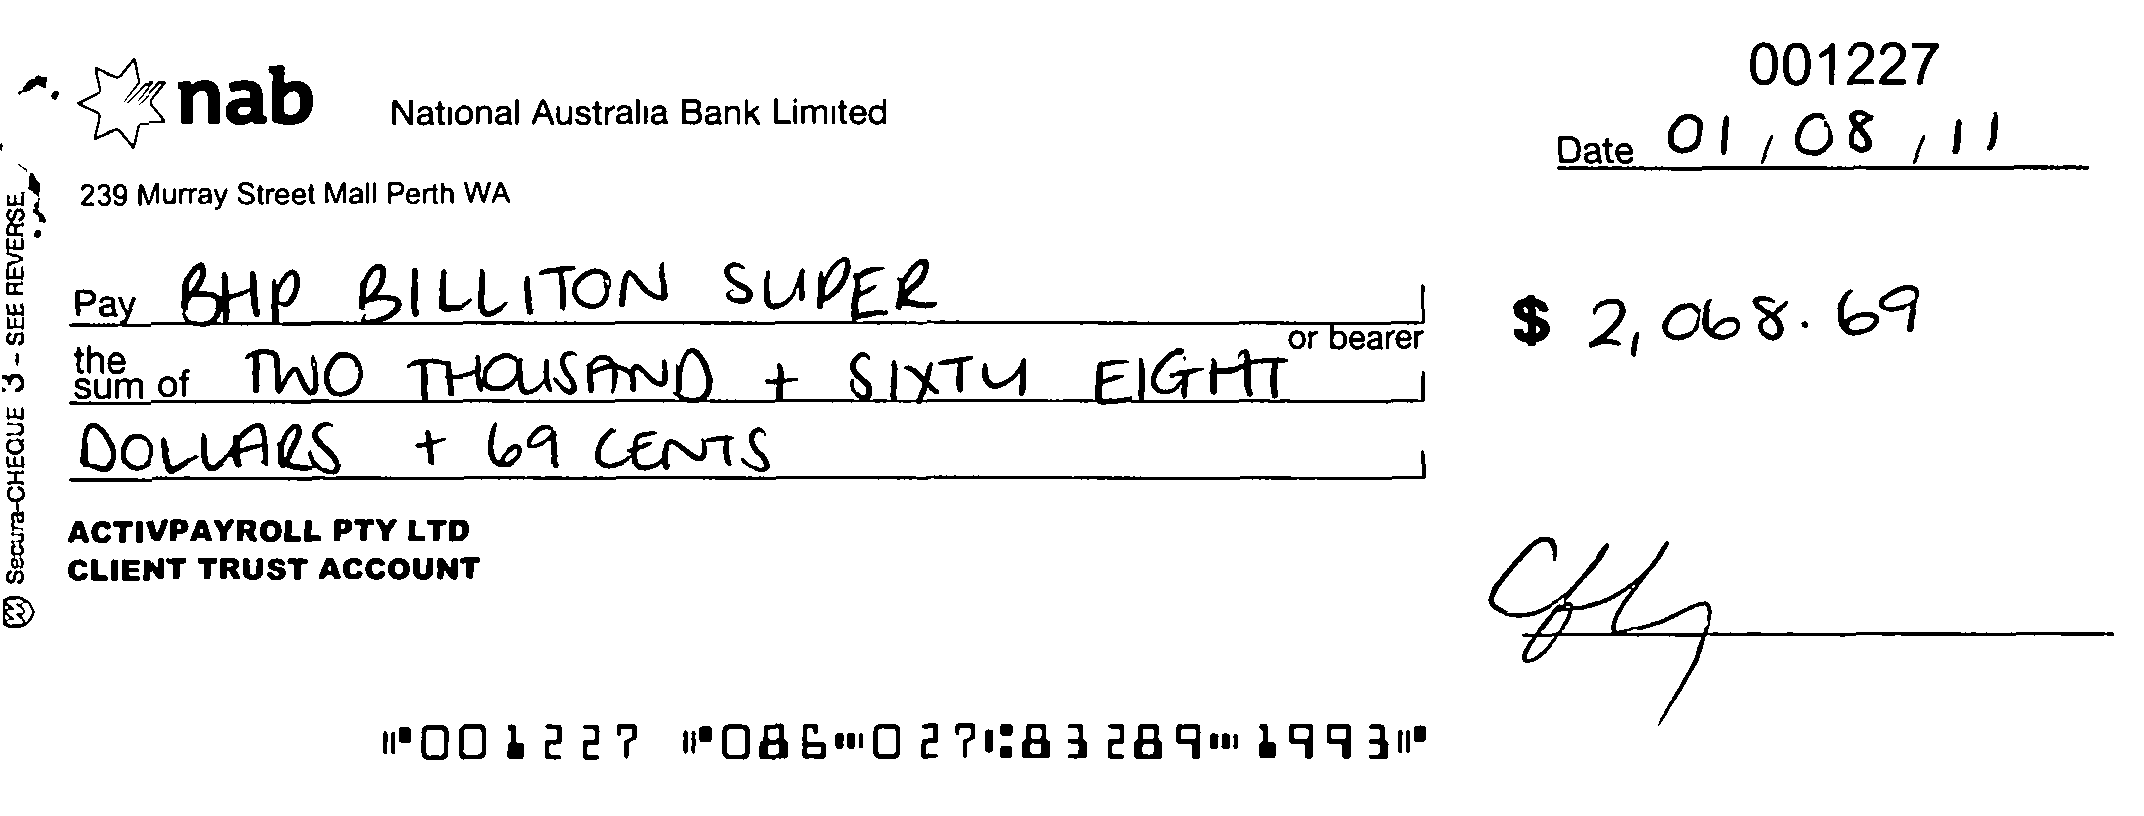 001227
nab National Australia Bank Limited
Date 01/08/11
239 Murray Street Mall Perth WA
Pay BHP BILLITON SUPER
or bearer
$ 2,068.69
the sum of TWO THOUSAND + SIXTY EIGHT
DOLLARS + 69 CENTS
ACTIVPAYROLL PTY LTD
CLIENT TRUST ACCOUNT
Secura-CHEQUE 3 - SEE REVERSE
⑈001227 ⑈086⑉027⑆83289⑉1993⑈